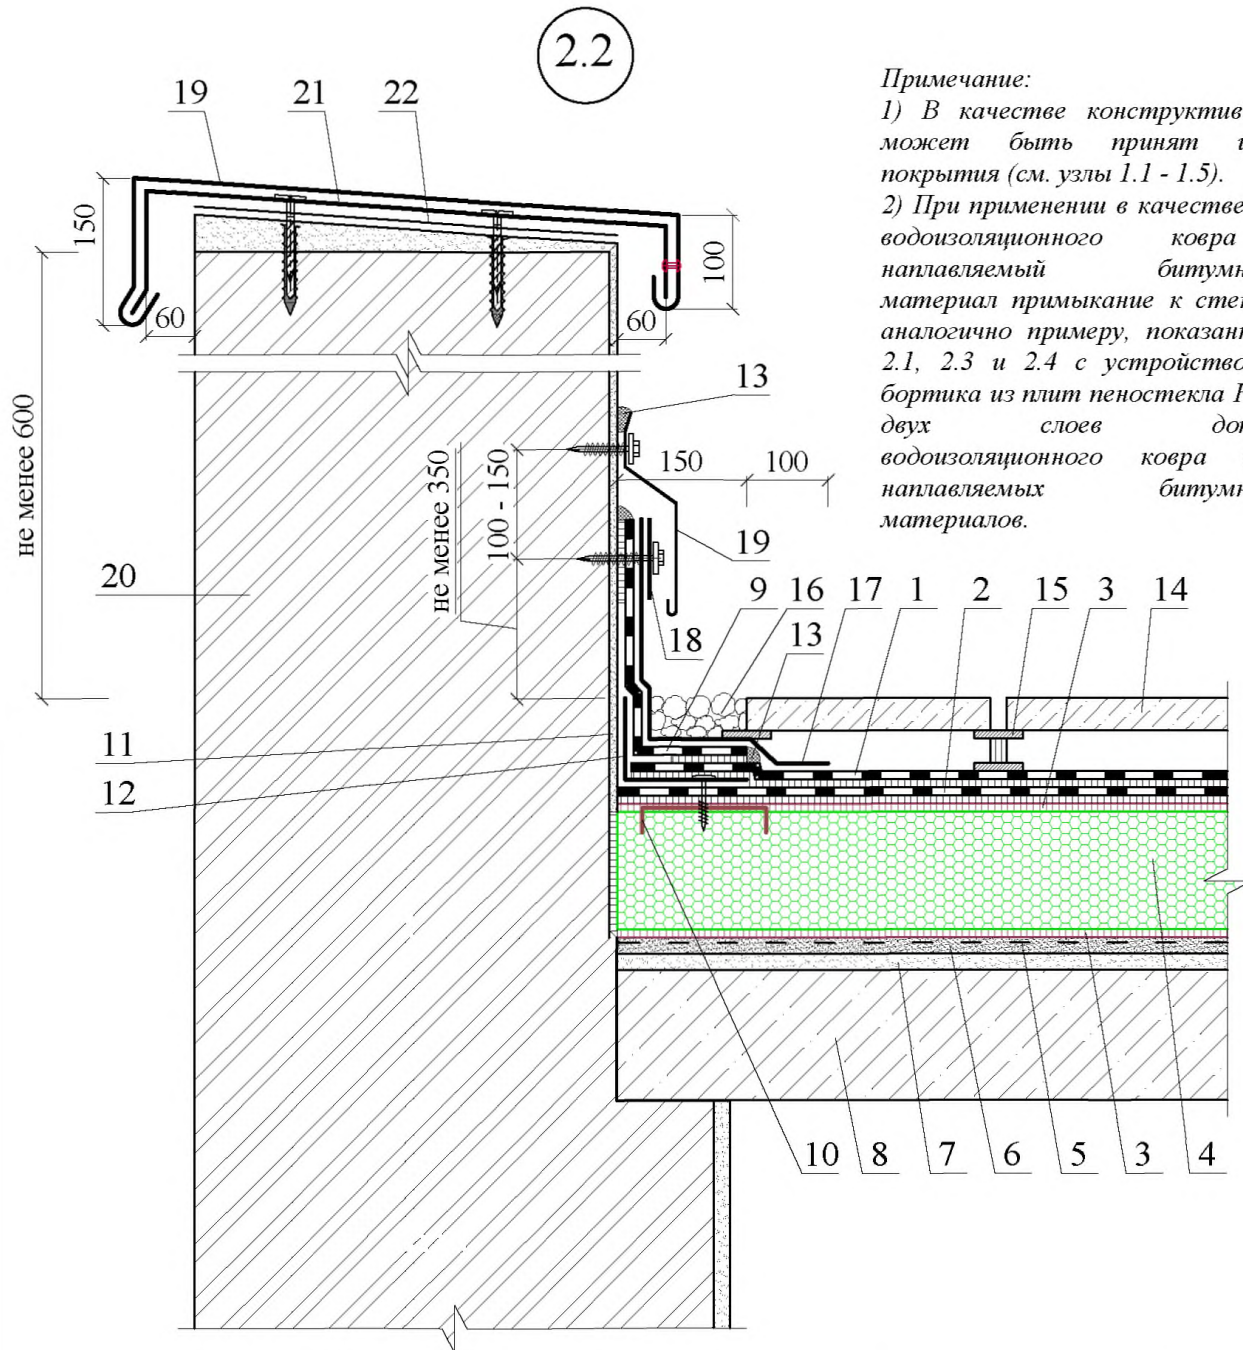 2.2
Примечание:
1) В качестве конструктив
может быть принят
покрытия (см. узлы 1.1 - 1.5).
2) При применении в качестве
водоизоляционного ковра
наплавляемый битумн
материал примыкание к сте
аналогично примеру, показан
2.1, 2.3 и 2.4 с устройство
бортика из плит пеностекла
двух слоев
водоизоляционного ковра
наплавляемых битумн
материалов.
19 21 22
150
100
60 60
не менее 600
13
не менее 350
100 - 150
150 100
19
20
9 16 17 1 2 15 3 14
18
13
11
12
10 8 7 6 5 3 4